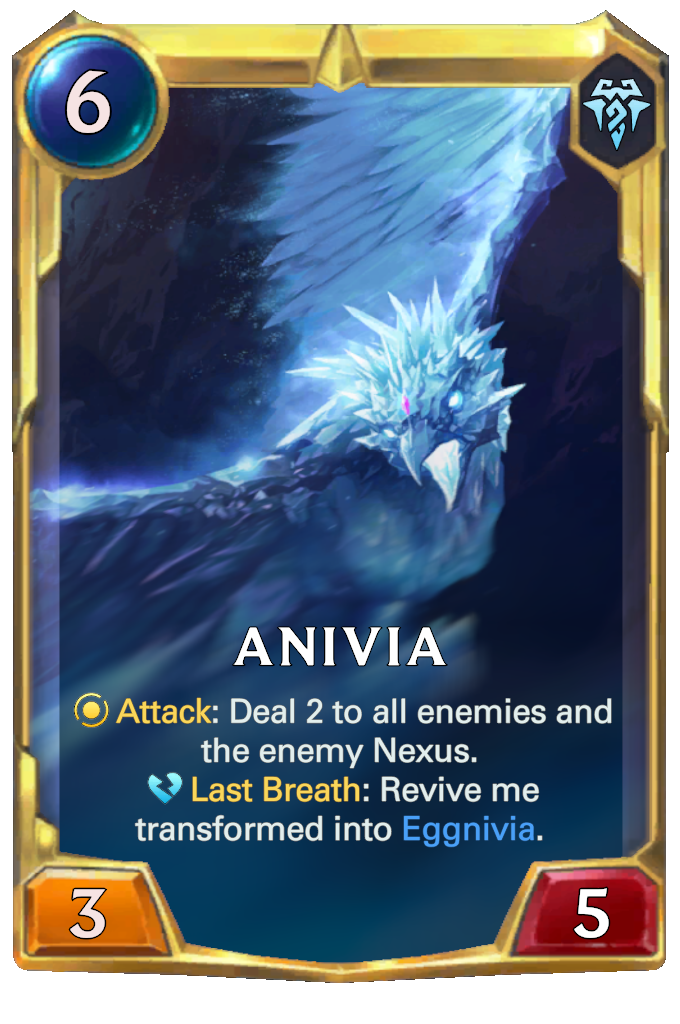 6
ANIVIA
Attack: Deal 2 to all enemies and
the enemy Nexus.
Last Breath: Revive me
transformed into Eggnivia.
3
5